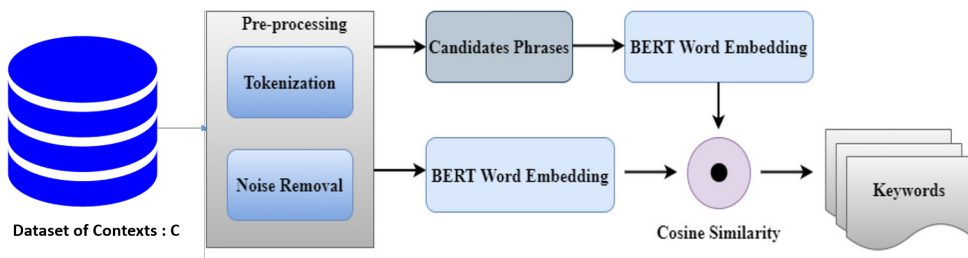 Pre-processing
Tokenization
Noise Removal
Candidates Phrases
BERT Word Embedding
BERT Word Embedding
Cosine Similarity
Keywords
Dataset of Contexts : C